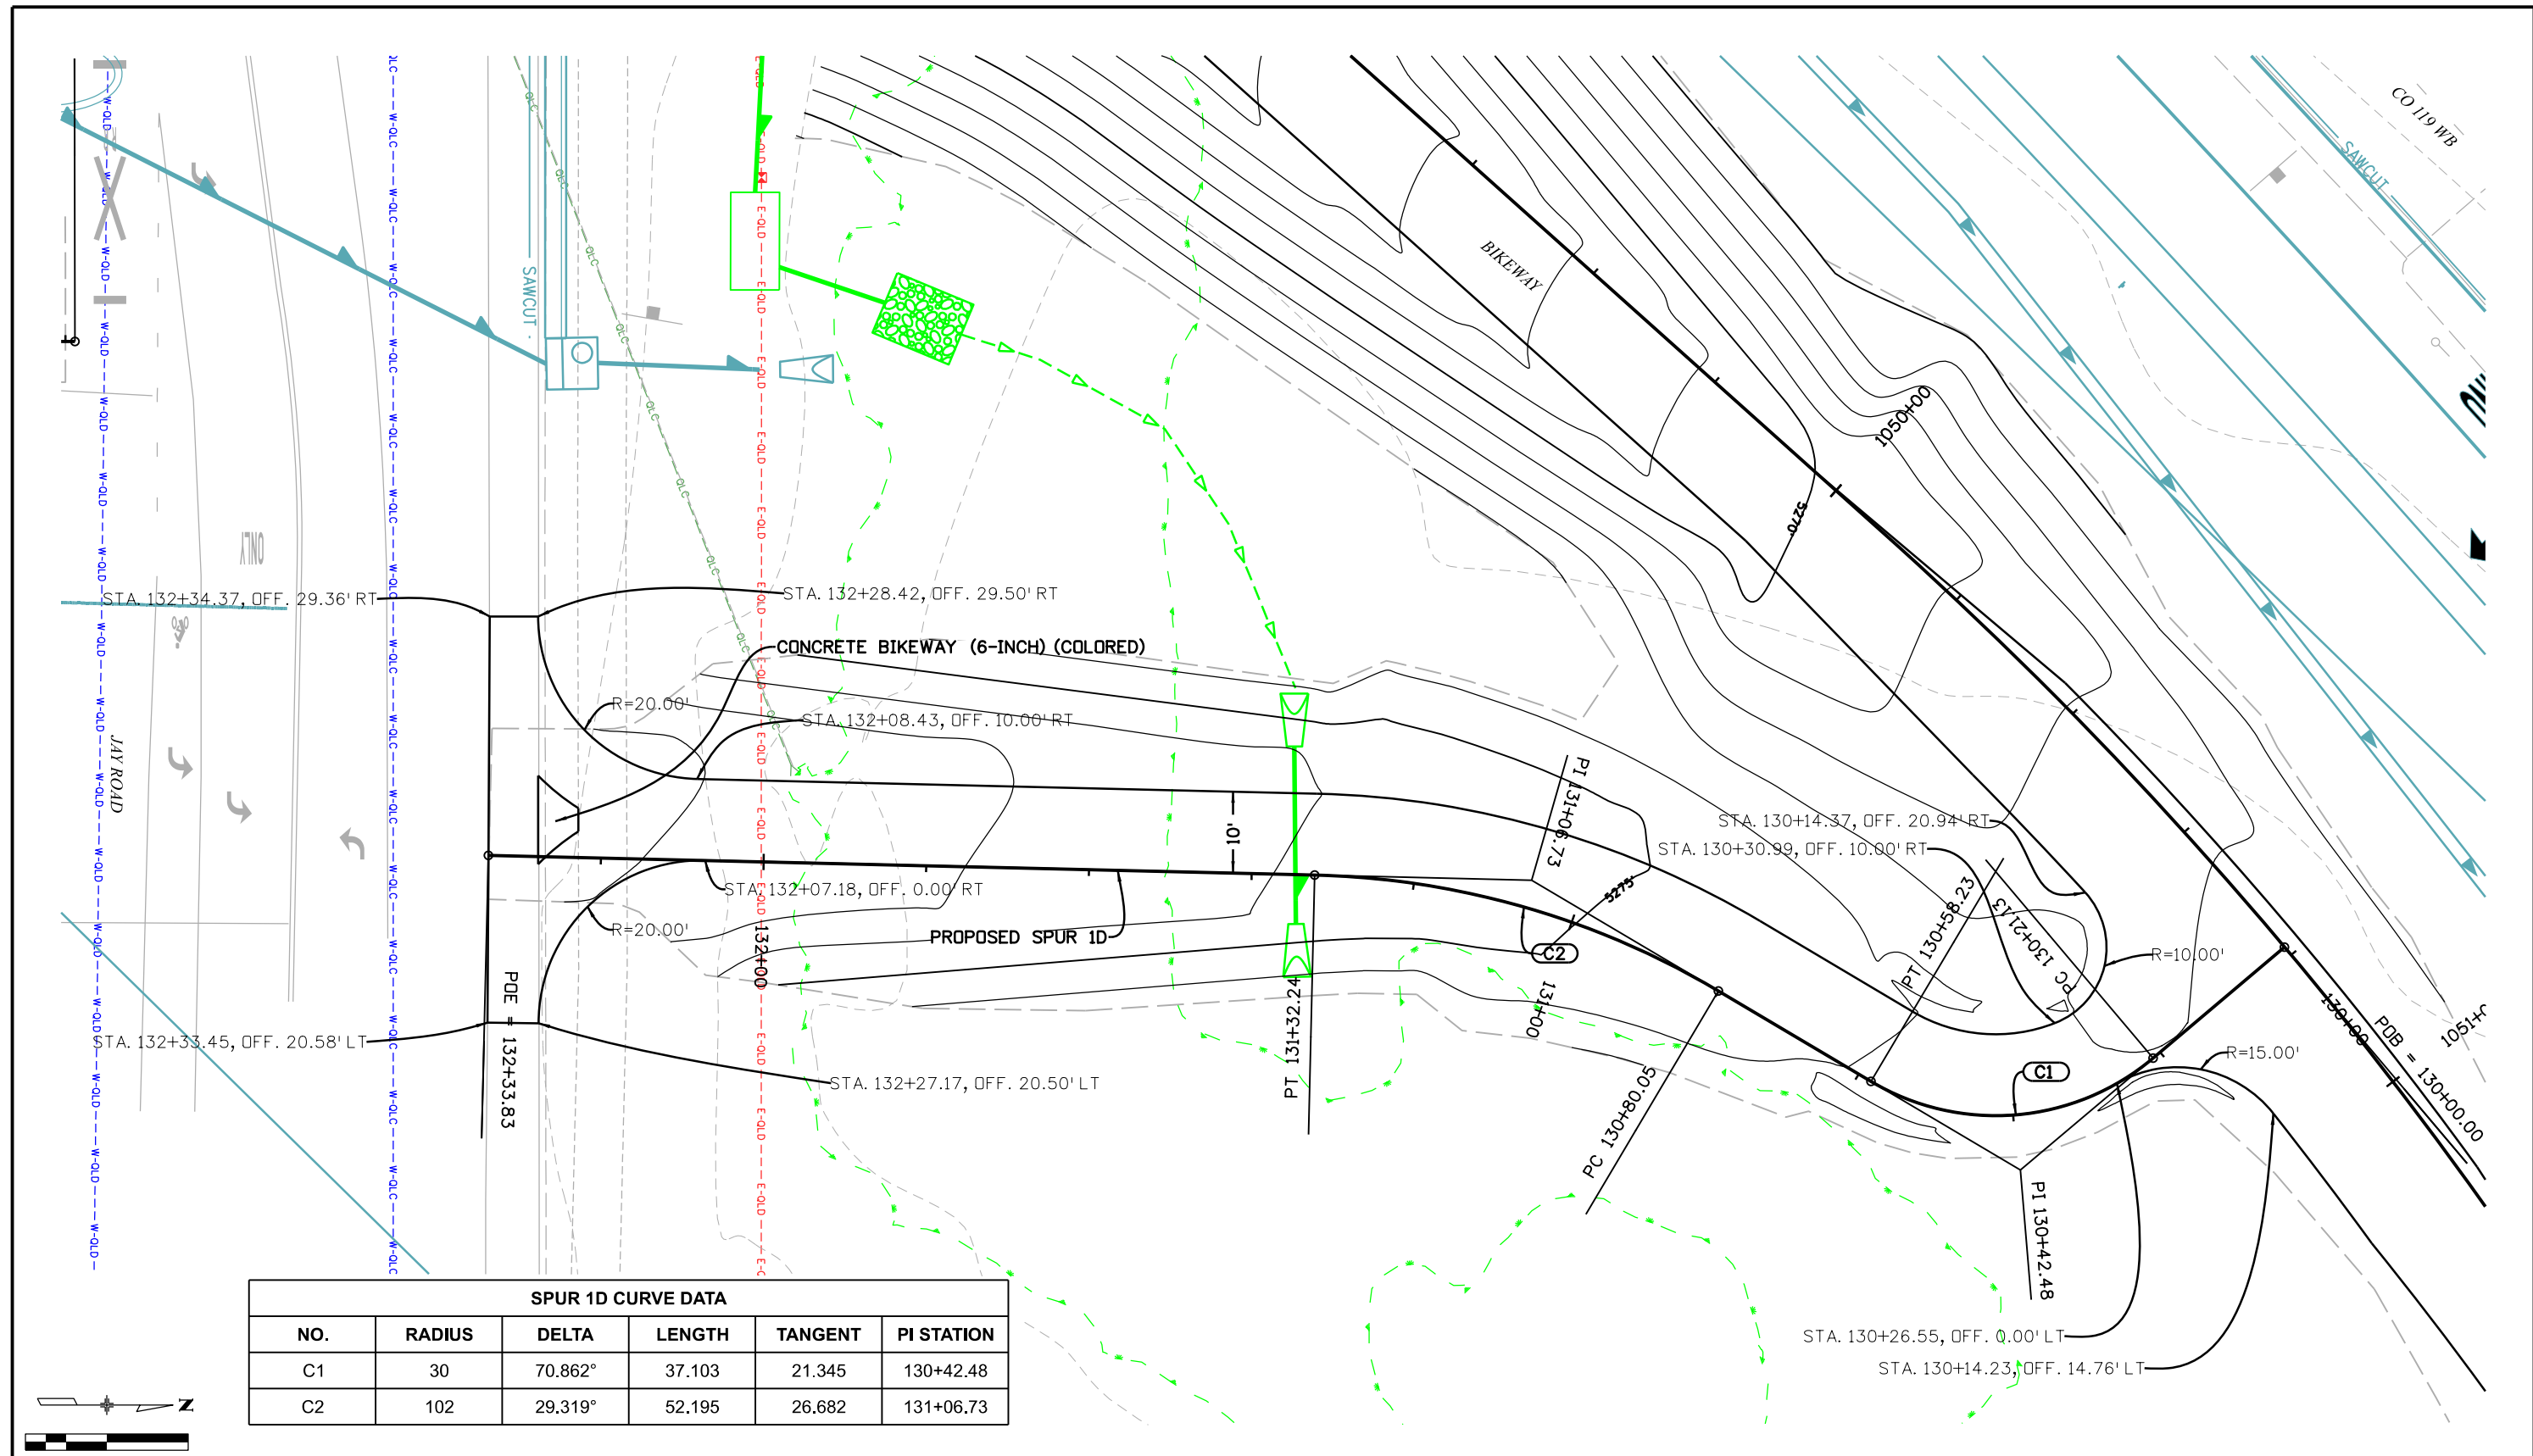 CO 119 WB
SAWCUT
SAWCUT
BIKEWAY
1050+00
5270'
ONLY
STA. 132+34.37, OFF. 29.36' RT
STA. 132+28.42, OFF. 29.50' RT
CONCRETE BIKEWAY (6-INCH) (COLORED)
R=20.00'
STA. 132+08.43, OFF. 10.00' RT
JAY ROAD
10'
PI 131+06.73
STA. 130+14.37, OFF. 20.94' RT
STA. 130+30.99, OFF. 10.00' RT
STA. 132+07.18, OFF. 0.00' RT
R=20.00'
132+00
PROPOSED SPUR 1D
5275'
C2
131+00
PT 130+58.23
PC 130+21.13
R=10.00'
130+00
POB = 130+00.00
R=15.00'
C1
POE = 132+33.83
STA. 132+33.45, OFF. 20.58' LT
STA. 132+27.17, OFF. 20.50' LT
PT 131+32.24
PC 130+80.05
PI 130+42.48
STA. 130+26.55, OFF. 0.00' LT
STA. 130+14.23, OFF. 14.76' LT
W-QLD
W-QLC
E-QLD
QLC
SPUR 1D CURVE DATA
NO. RADIUS DELTA LENGTH TANGENT PI STATION
C1 30 70.862° 37.103 21.345 130+42.48
C2 102 29.319° 52.195 26.682 131+06.73
N